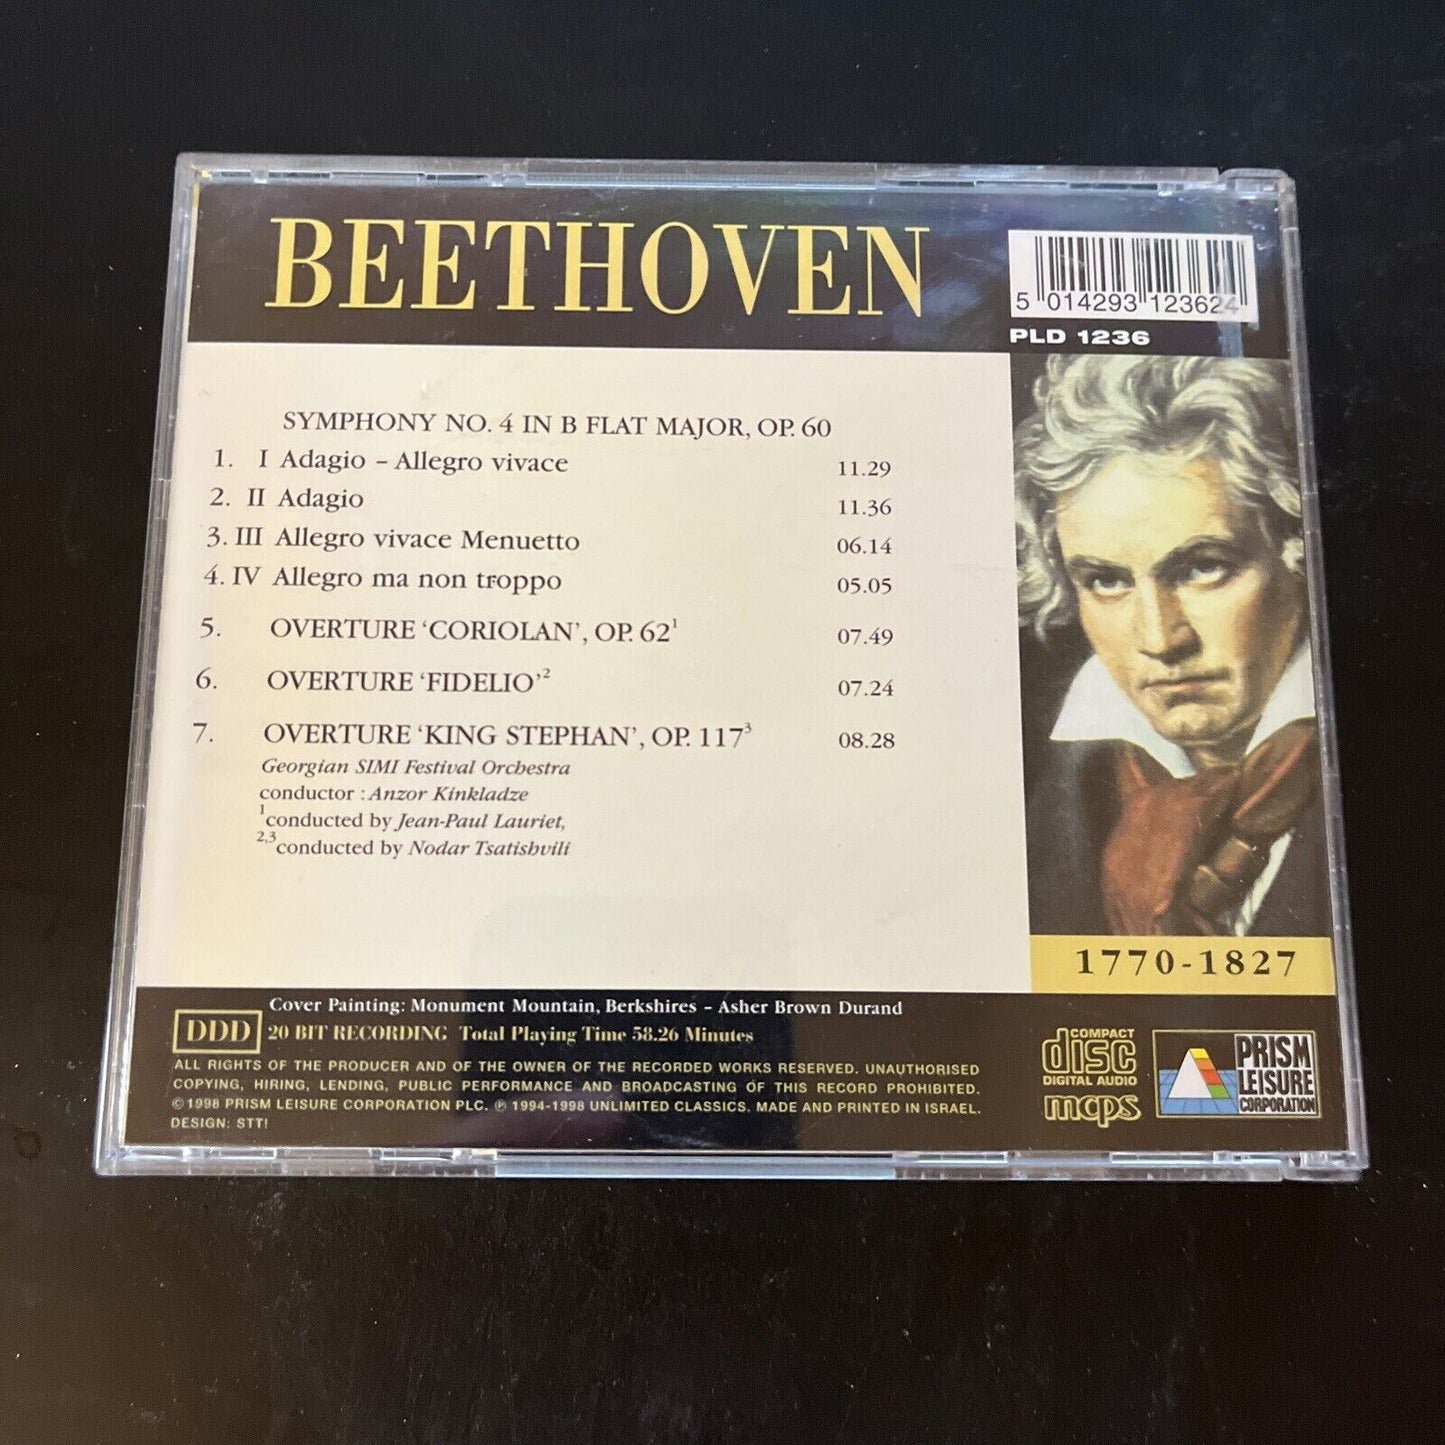 BEETHOVEN
5 014293 123624
PLD 1236
SYMPHONY NO. 4 IN B FLAT MAJOR, OP. 60
1. I Adagio – Allegro vivace 11.29
2. II Adagio 11.36
3. III Allegro vivace Menuetto 06.14
4. IV Allegro ma non troppo 05.05
5. OVERTURE ‘CORIOLAN’, OP. 62¹ 07.49
6. OVERTURE ‘FIDELIO’² 07.24
7. OVERTURE ‘KING STEPHAN’, OP. 117³ 08.28
Georgian SIMI Festival Orchestra
conductor : Anzor Kinkladze
¹conducted by Jean-Paul Lauriet,
²,³conducted by Nodar Tsatishvili
1770-1827
Cover Painting: Monument Mountain, Berkshires – Asher Brown Durand
DDD 20 BIT RECORDING Total Playing Time 58.26 Minutes
ALL RIGHTS OF THE PRODUCER AND OF THE OWNER OF THE RECORDED WORKS RESERVED. UNAUTHORISED
COPYING, HIRING, LENDING, PUBLIC PERFORMANCE AND BROADCASTING OF THIS RECORD PROHIBITED.
© 1998 PRISM LEISURE CORPORATION PLC. ℗ 1994-1998 UNLIMITED CLASSICS. MADE AND PRINTED IN ISRAEL.
DESIGN: STT!
COMPACT
disc
DIGITAL AUDIO
mcps
PRISM
LEISURE
CORPORATION